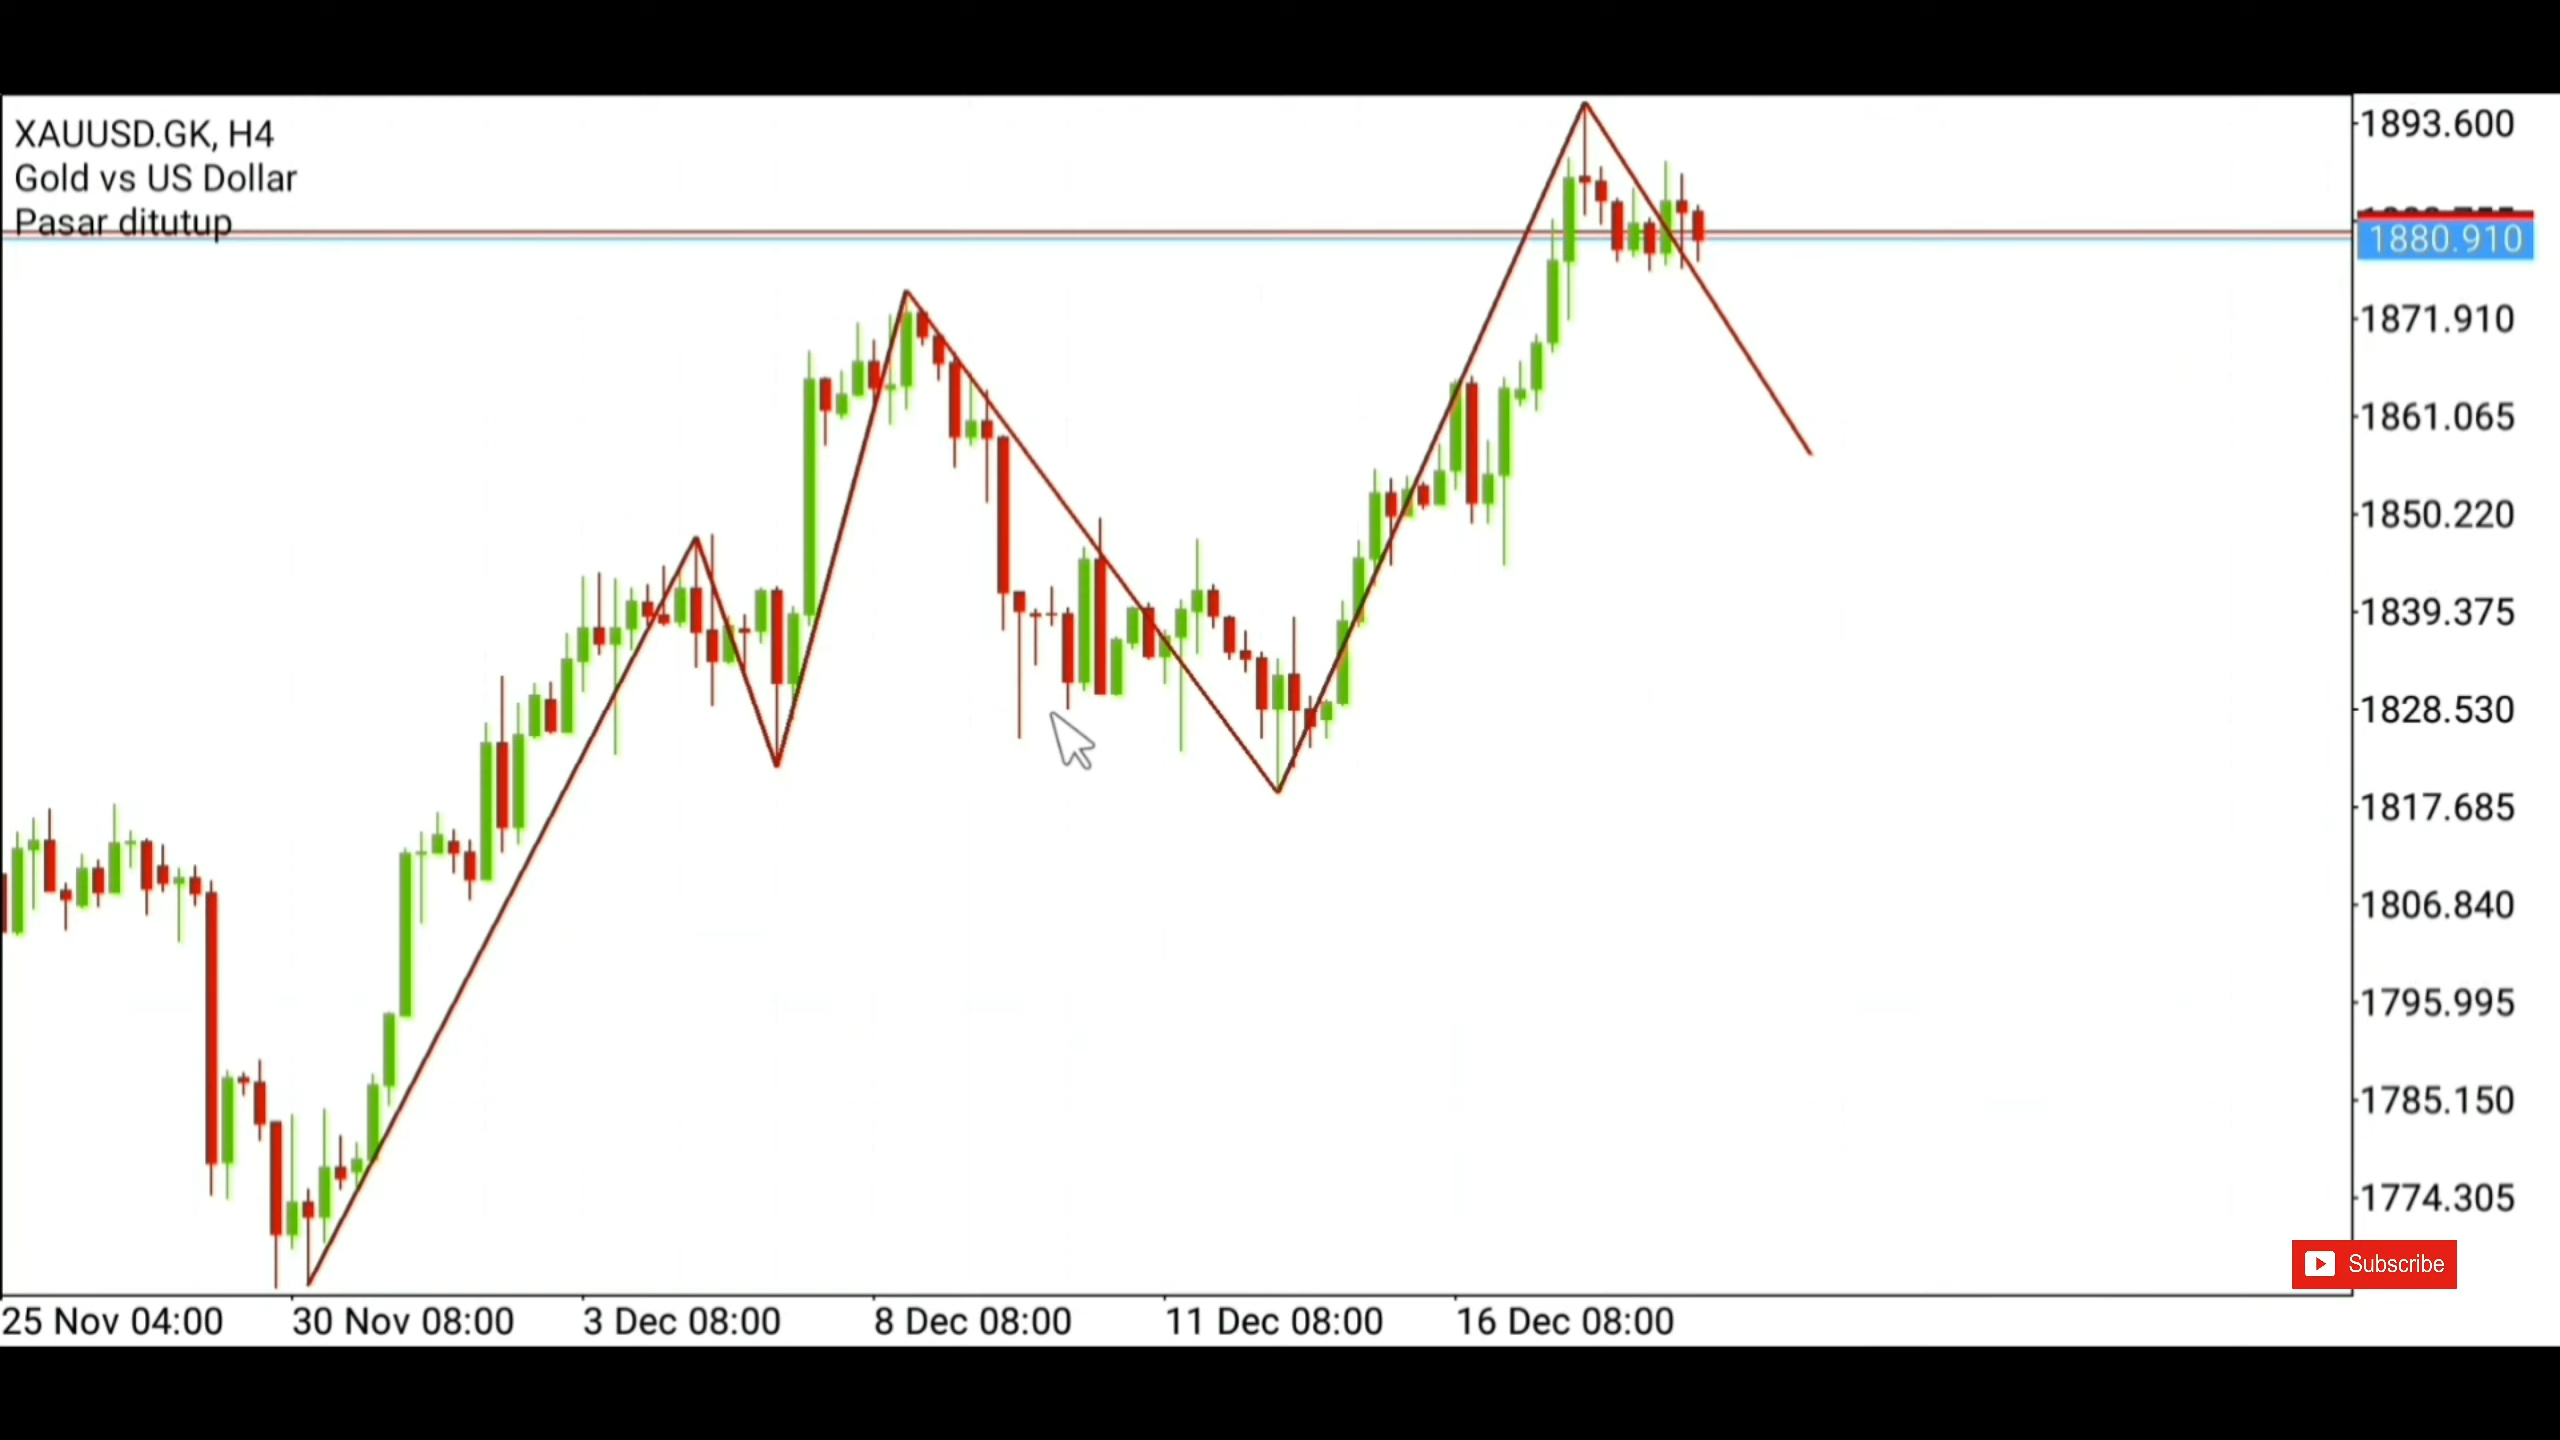 XAUUSD.GK, H4
Gold vs US Dollar
Pasar ditutup
1893.600
1880.910
1871.910
1861.065
1850.220
1839.375
1828.530
1817.685
1806.840
1795.995
1785.150
1774.305
Subscribe
25 Nov 04:00 30 Nov 08:00 3 Dec 08:00 8 Dec 08:00 11 Dec 08:00 16 Dec 08:00